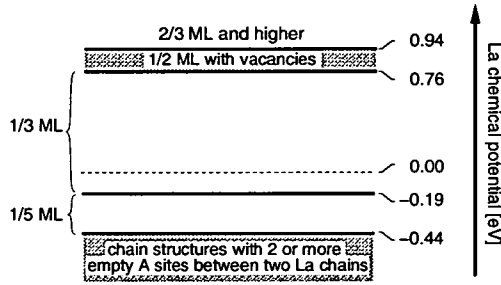 2/3 ML and higher
0.94
1/2 ML with vacancies
0.76
1/3 ML
0.00
−0.19
1/5 ML
−0.44
chain structures with 2 or more
empty A sites between two La chains
La chemical potential [eV]